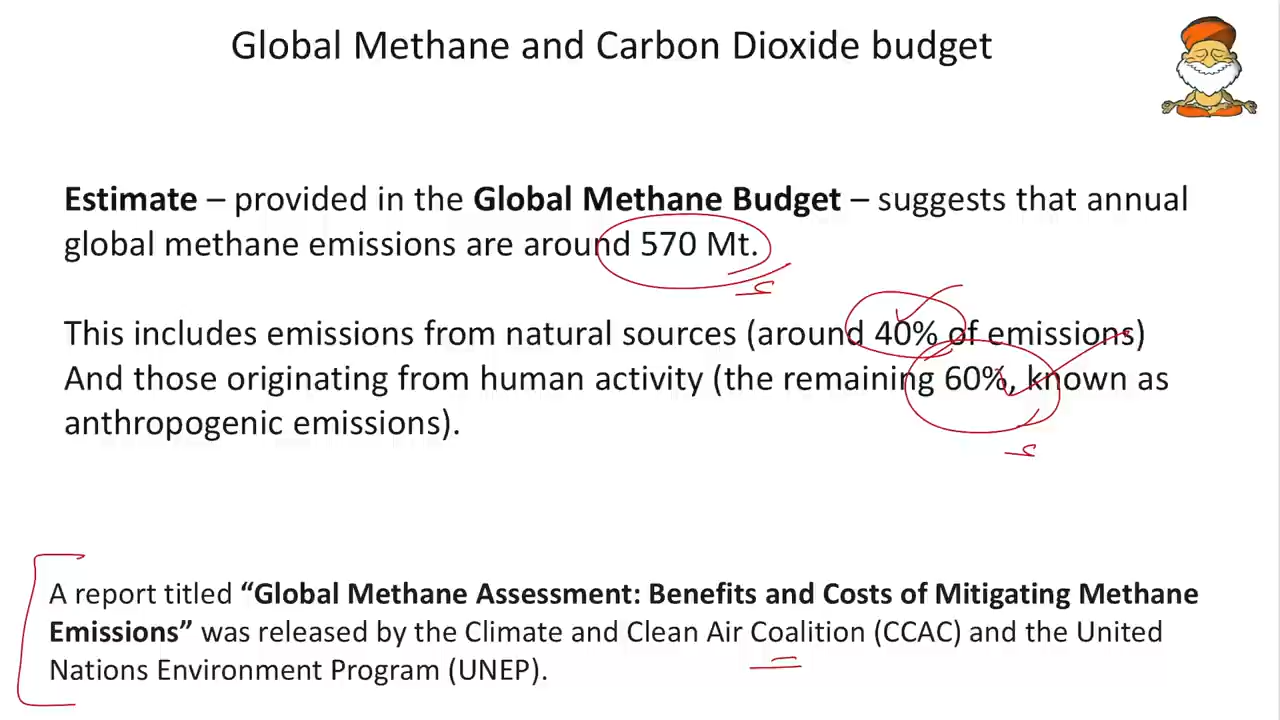 Global Methane and Carbon Dioxide budget
Estimate – provided in the Global Methane Budget – suggests that annual
global methane emissions are around 570 Mt.
This includes emissions from natural sources (around 40% of emissions)
And those originating from human activity (the remaining 60%, known as
anthropogenic emissions).
A report titled “Global Methane Assessment: Benefits and Costs of Mitigating Methane
Emissions” was released by the Climate and Clean Air Coalition (CCAC) and the United
Nations Environment Program (UNEP).